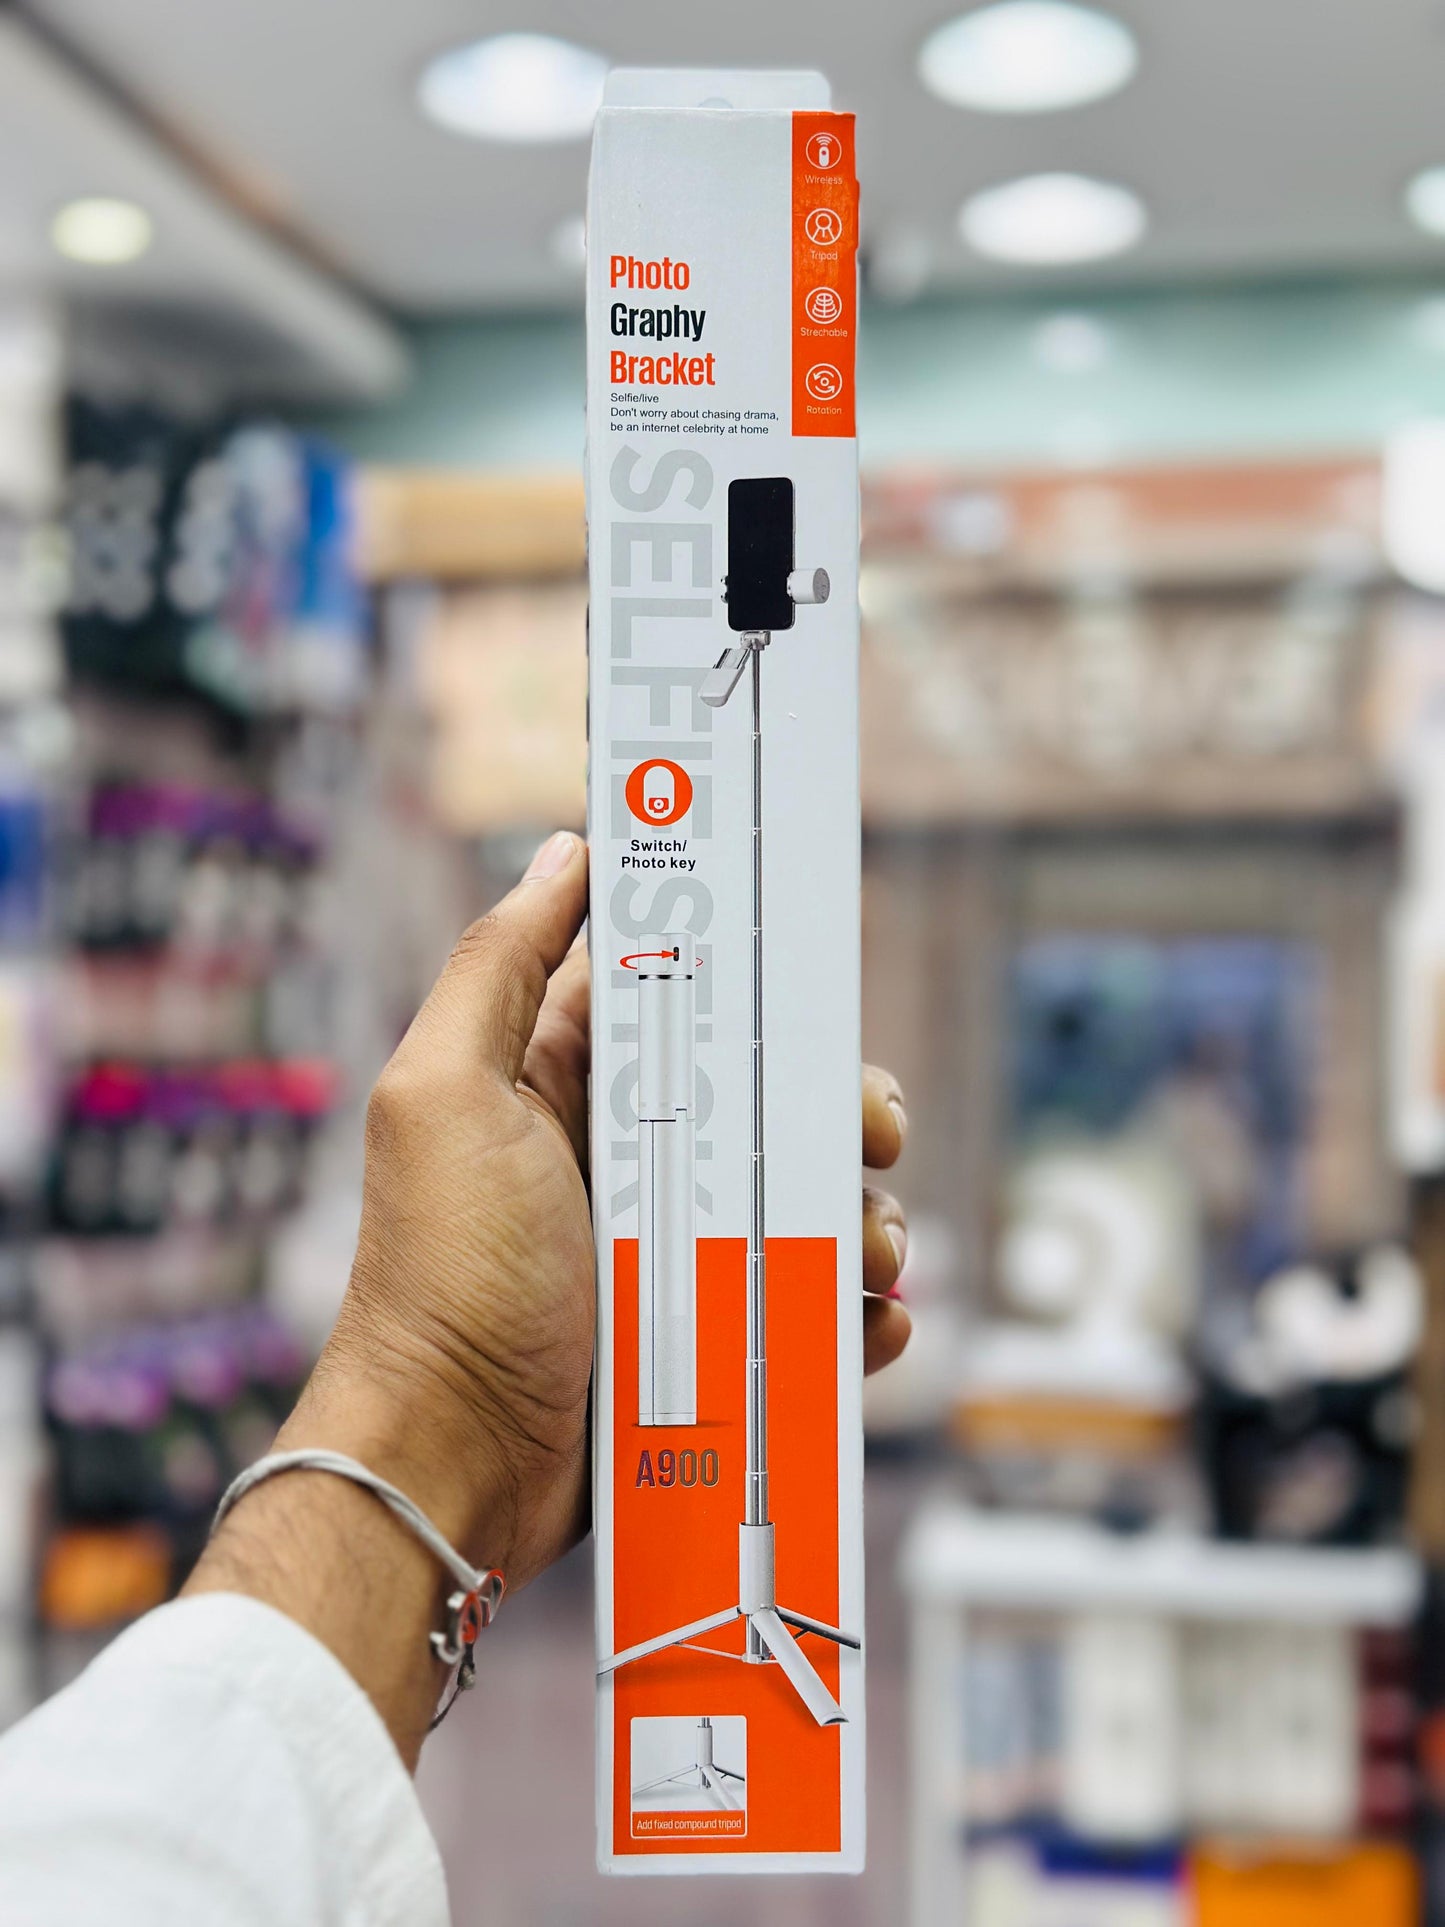 Wireless
Tripod
Strechable
Rotation
Photo
Graphy
Bracket
Selfie/live
Don't worry about chasing drama,
be an internet celebrity at home
SELFIE STICK
Switch/
Photo key
A900
Add fixed compound tripod